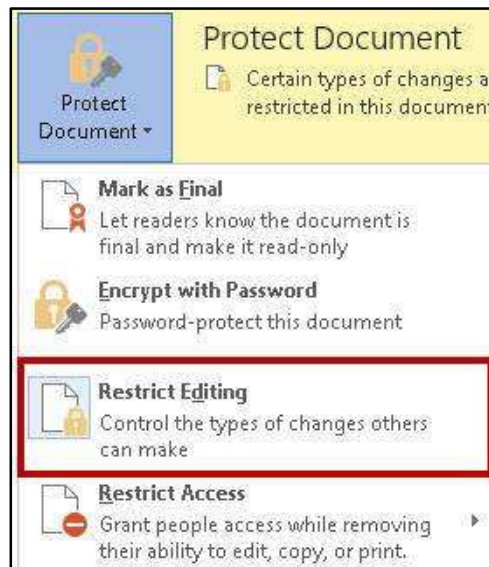 Protect Document
Certain types of changes a
restricted in this document
Protect
Document
Mark as Final
Let readers know the document is
final and make it read-only
Encrypt with Password
Password-protect this document
Restrict Editing
Control the types of changes others
can make
Restrict Access
Grant people access while removing
their ability to edit, copy, or print.